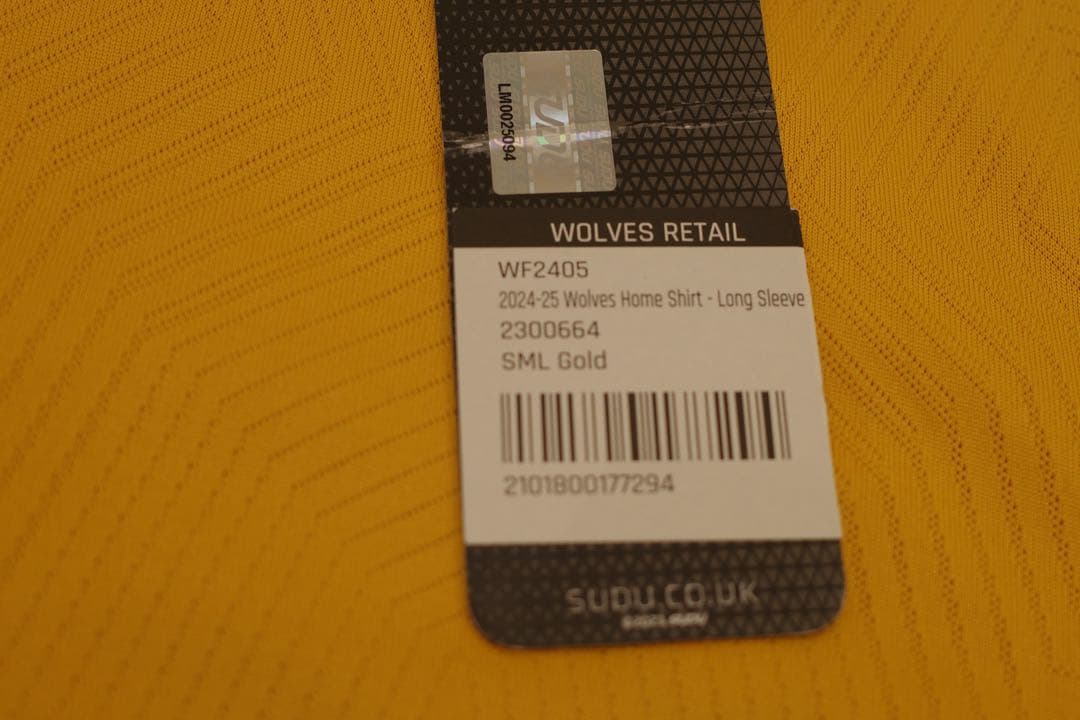 LM0025094
WOLVES RETAIL
WF2405
2024-25 Wolves Home Shirt - Long Sleeve
2300664
SML Gold
2101800177294
SUDU.CO.UK